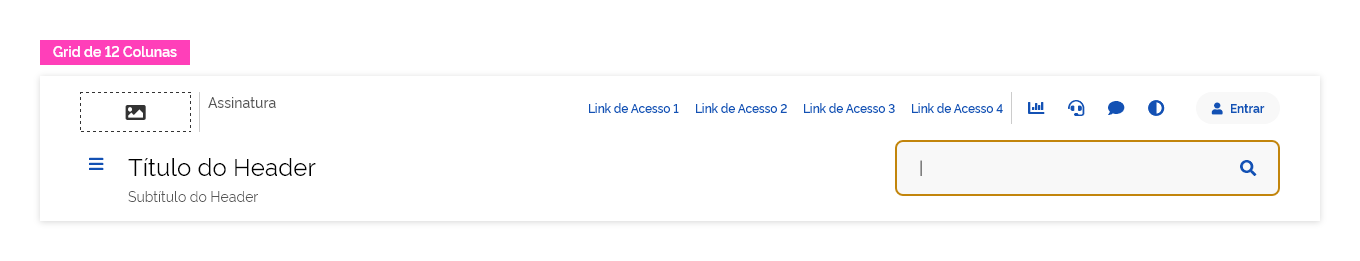 Grid de 12 Colunas
Assinatura
Link de Acesso 1 Link de Acesso 2 Link de Acesso 3 Link de Acesso 4
Entrar
Título do Header
Subtítulo do Header